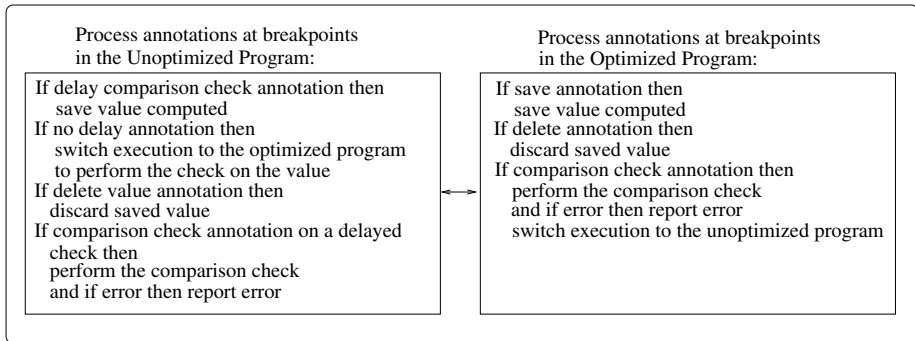 Process annotations at breakpoints
in the Unoptimized Program:
If delay comparison check annotation then
save value computed
If no delay annotation then
switch execution to the optimized program
to perform the check on the value
If delete value annotation then
discard saved value
If comparison check annotation on a delayed
check then
perform the comparison check
and if error then report error
Process annotations at breakpoints
in the Optimized Program:
If save annotation then
save value computed
If delete annotation then
discard saved value
If comparison check annotation then
perform the comparison check
and if error then report error
switch execution to the unoptimized program